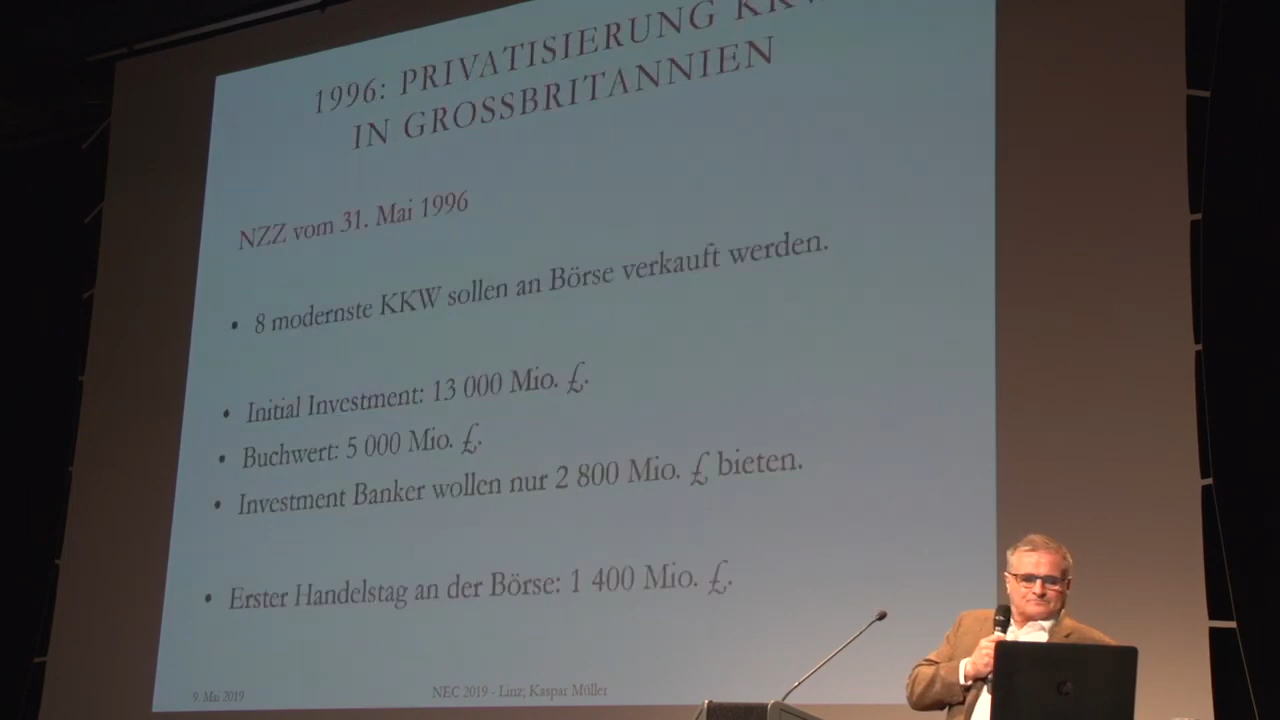 1996: PRIVATISIERUNG KKW
IN GROSSBRITANNIEN
NZZ vom 31. Mai 1996
• 8 modernste KKW sollen an Börse verkauft werden.
• Initial Investment: 13 000 Mio. £.
• Buchwert: 5 000 Mio. £.
• Investment Banker wollen nur 2 800 Mio. £ bieten.
• Erster Handelstag an der Börse: 1 400 Mio. £.
9. Mai 2019
NEC 2019 - Linz; Kaspar Müller